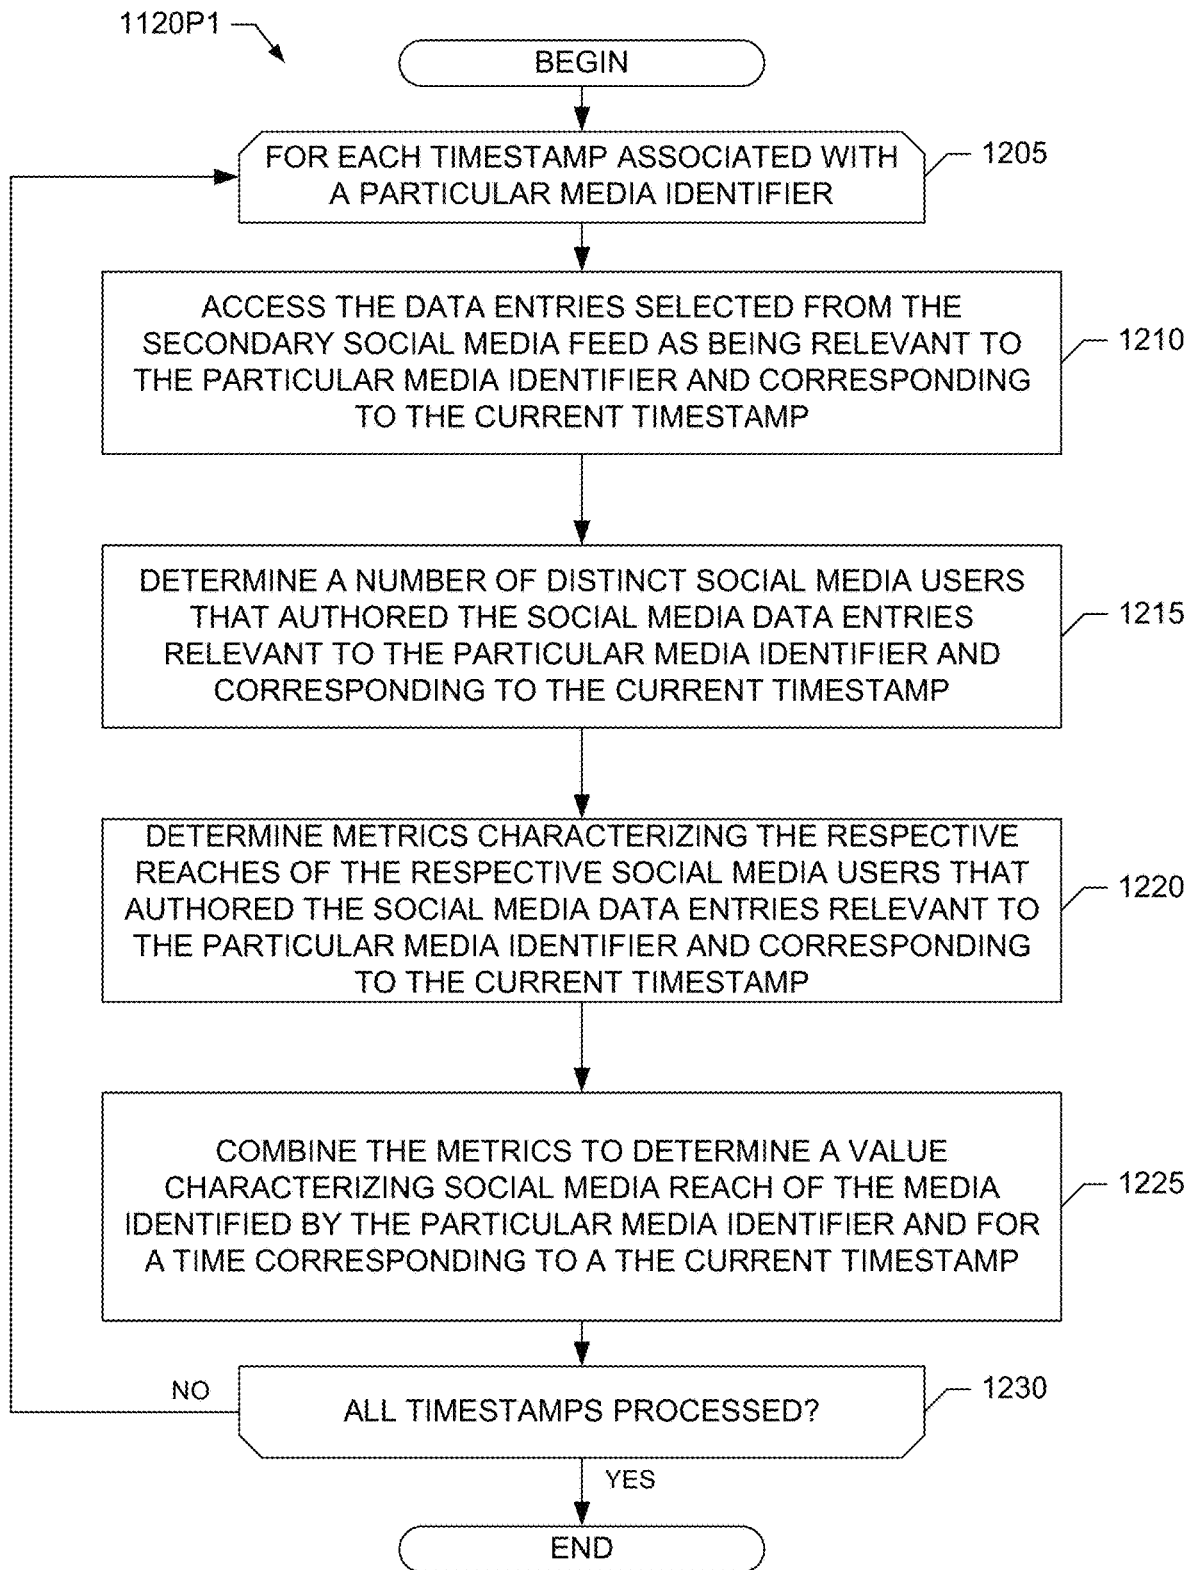 1120P1
BEGIN
FOR EACH TIMESTAMP ASSOCIATED WITH
A PARTICULAR MEDIA IDENTIFIER
1205
ACCESS THE DATA ENTRIES SELECTED FROM THE
SECONDARY SOCIAL MEDIA FEED AS BEING RELEVANT TO
THE PARTICULAR MEDIA IDENTIFIER AND CORRESPONDING
TO THE CURRENT TIMESTAMP
1210
DETERMINE A NUMBER OF DISTINCT SOCIAL MEDIA USERS
THAT AUTHORED THE SOCIAL MEDIA DATA ENTRIES
RELEVANT TO THE PARTICULAR MEDIA IDENTIFIER AND
CORRESPONDING TO THE CURRENT TIMESTAMP
1215
DETERMINE METRICS CHARACTERIZING THE RESPECTIVE
REACHES OF THE RESPECTIVE SOCIAL MEDIA USERS THAT
AUTHORED THE SOCIAL MEDIA DATA ENTRIES RELEVANT TO
THE PARTICULAR MEDIA IDENTIFIER AND CORRESPONDING
TO THE CURRENT TIMESTAMP
1220
COMBINE THE METRICS TO DETERMINE A VALUE
CHARACTERIZING SOCIAL MEDIA REACH OF THE MEDIA
IDENTIFIED BY THE PARTICULAR MEDIA IDENTIFIER AND FOR
A TIME CORRESPONDING TO A THE CURRENT TIMESTAMP
1225
NO
ALL TIMESTAMPS PROCESSED?
1230
YES
END